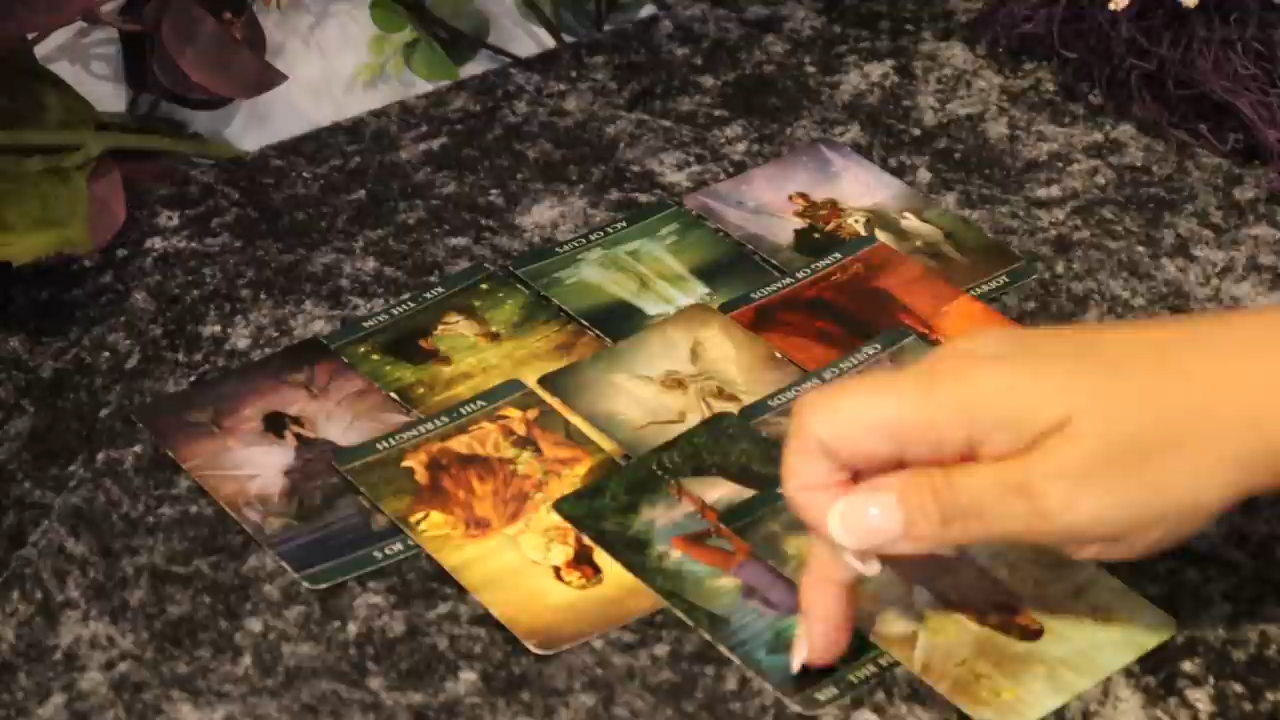 ACE OF CUPS
KING OF WANDS
XIX · THE SUN
QUEEN OF SWORDS
VIII · STRENGTH